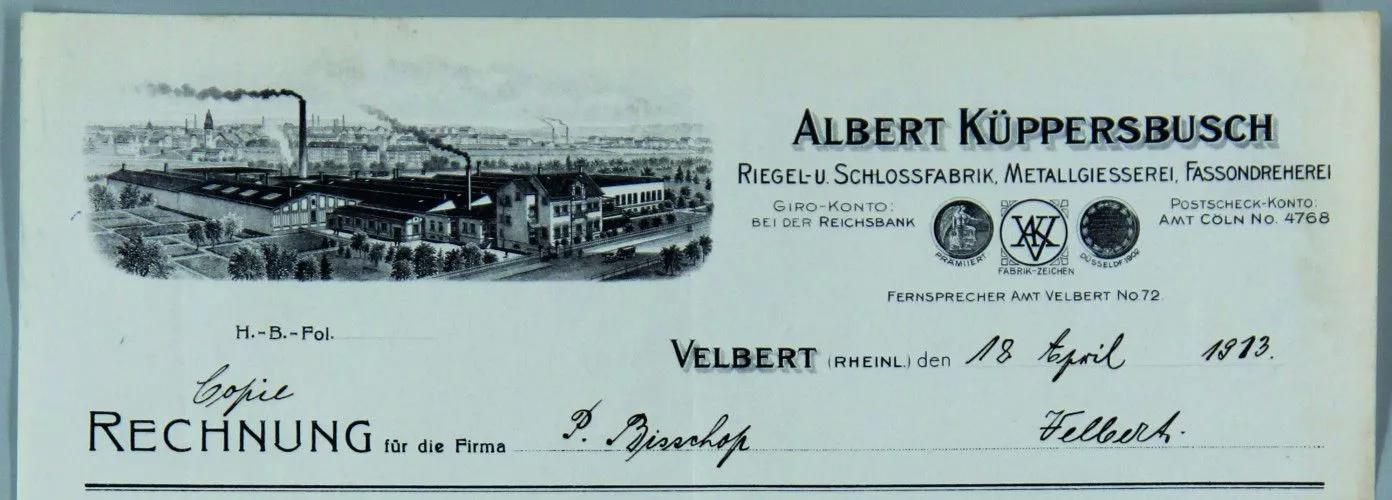 ALBERT KÜPPERSBUSCH
RIEGEL-U. SCHLOSSFABRIK, METALLGIESSEREI, FASSONDREHEREI
GIRO-KONTO:
BEI DER REICHSBANK
POSTSCHECK-KONTO:
AMT CÖLN NO. 4768
PRÄMIIERT
FABRIK-ZEICHEN
DÜSSELDF 1902
FERNSPRECHER AMT VELBERT NO 72.
H.-B.-Fol.
VELBERT (RHEINL.) den 18 April 1913.
Copie
RECHNUNG für die Firma P. Bisschop Velbert.